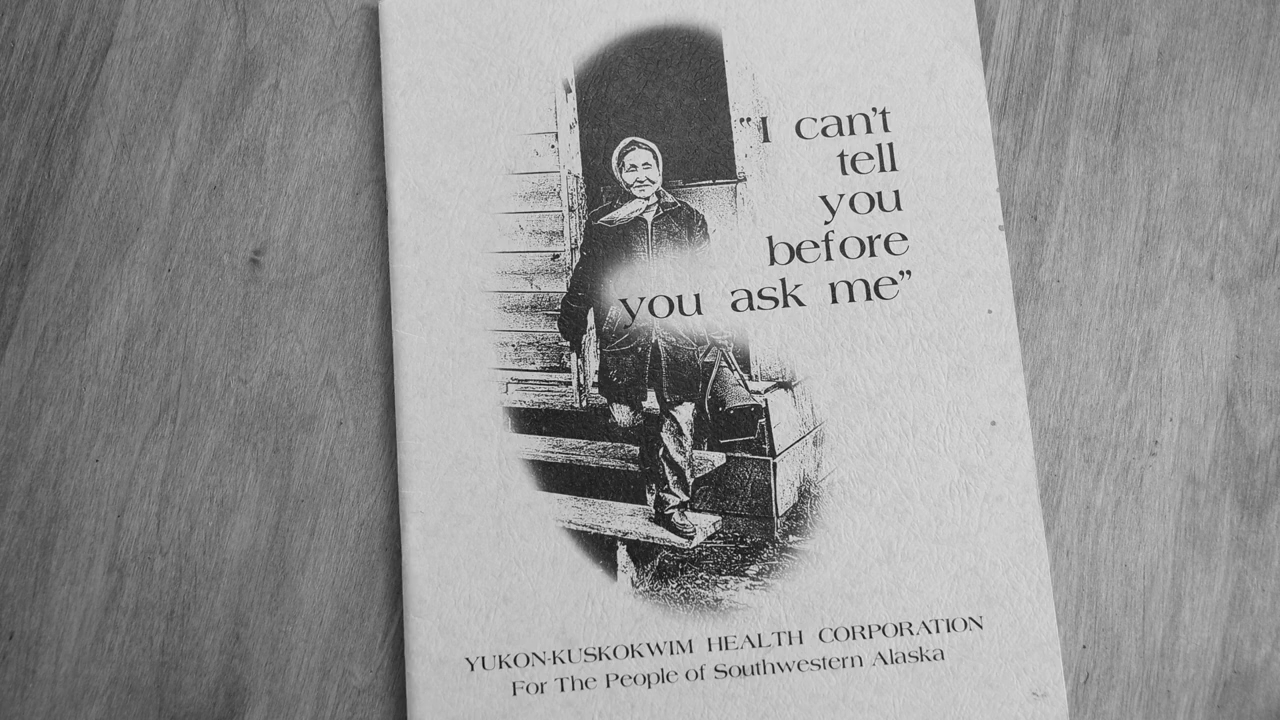 "I can't
tell
you
before
you ask me"
YUKON-KUSKOKWIM HEALTH CORPORATION
For The People of Southwestern Alaska